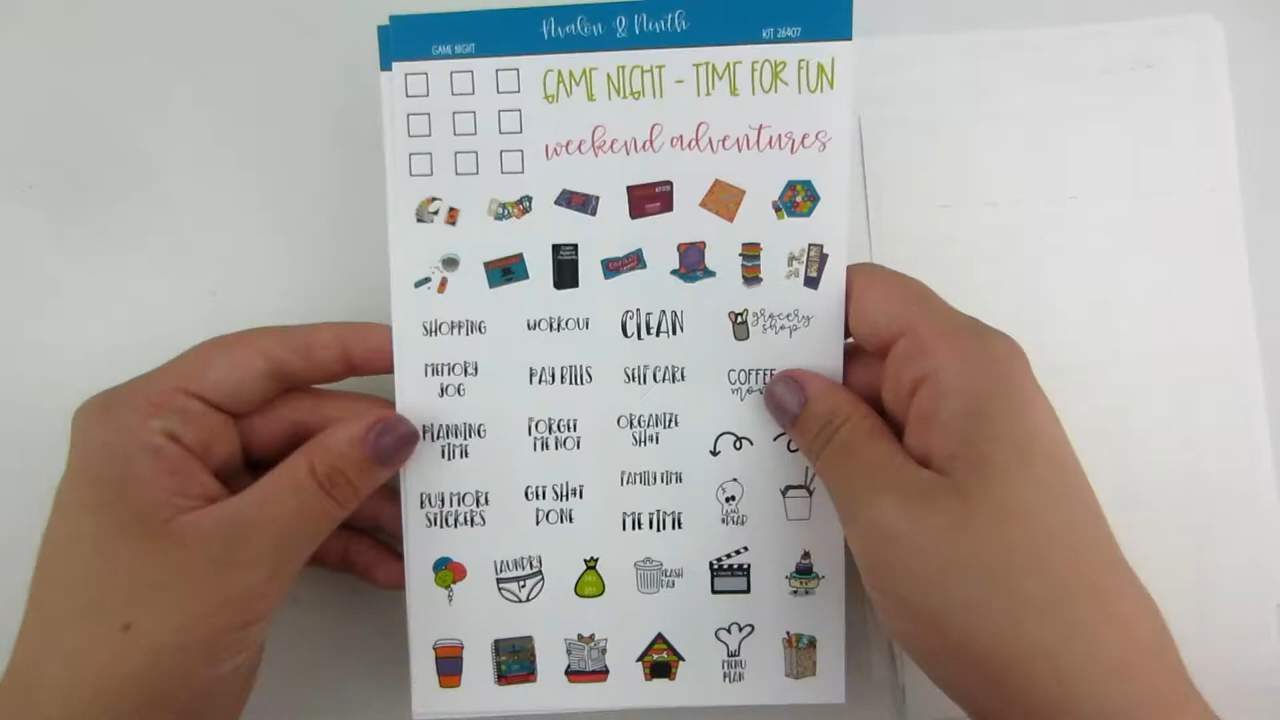 Avalon & Ninth
GAME NIGHT
KIT 26407
GAME NIGHT - TIME FOR FUN
weekend adventures
SHOPPING
WORKOUT
CLEAN
grocery
shop
MEMORY
JOG
PAY BILLS
SELF CARE
COFFEE
PLANNING
TIME
FORGET
ME NOT
ORGANIZE
SH#T
FAMILY TIME
BUY MORE
STICKERS
GET SH#T
DONE
ME TIME
#DEAD
LAUNDRY
TRASH
DAY
MENU
PLAN